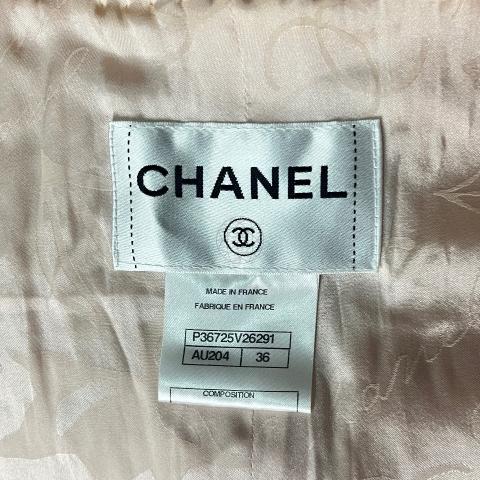 CHANEL
MADE IN FRANCE
FABRIQUE EN FRANCE
P36725V26291
AU204 36
COMPOSITION